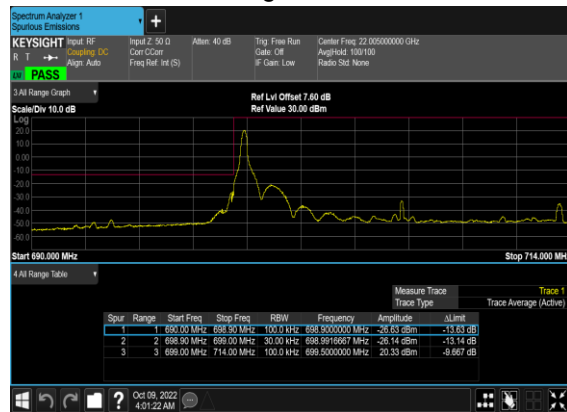 Spectrum Analyzer 1
Spurious Emissions
+
KEYSIGHT Input: RF Input Z: 50 Ω Atten: 40 dB Trig: Free Run Center Freq: 22.005000000 GHz
R T Coupling: DC Corr CCorr Gate: Off Avg|Hold: 100/100
Align: Auto Freq Ref: Int (S) IF Gain: Low Radio Std: None
PASS
3 All Range Graph
Ref Lvl Offset 7.60 dB
Scale/Div 10.0 dB Ref Value 30.00 dBm
Log
20.0
10.0
0.00
-10.0
-20.0
-30.0
-40.0
-50.0
-60.0
Start 690.000 MHz Stop 714.000 MH
4 All Range Table
Measure Trace Trace 1
Trace Type Trace Average (Active)
Spur Range Start Freq Stop Freq RBW Frequency Amplitude ΔLimit
1 1 690.00 MHz 698.90 MHz 100.0 kHz 698.9000000 MHz -26.63 dBm -13.63 dB
2 2 698.90 MHz 699.00 MHz 30.00 kHz 698.9916667 MHz -26.14 dBm -13.14 dB
3 3 699.00 MHz 714.00 MHz 100.0 kHz 699.5000000 MHz 20.33 dBm -9.667 dB
? Oct 09, 2022
4:01:22 AM